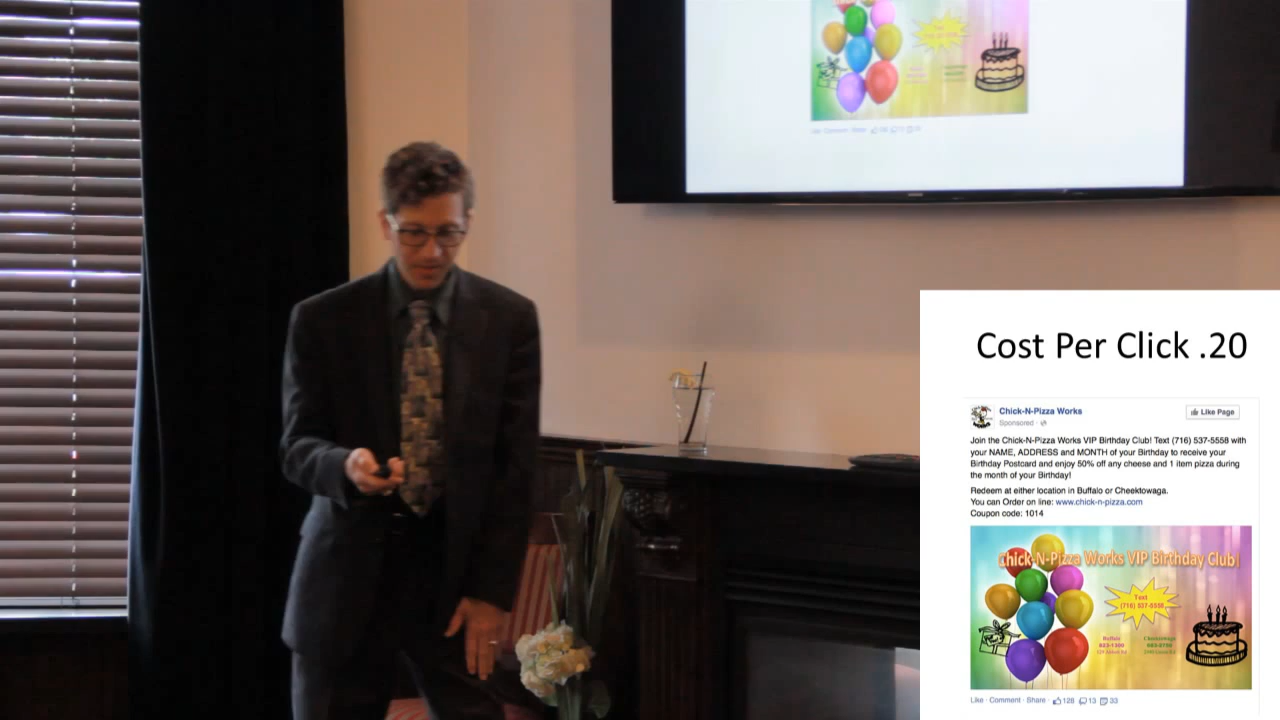 Cost Per Click .20
Chick-N-Pizza Works
Like Page
Sponsored ·
Join the Chick-N-Pizza Works VIP Birthday Club! Text (716) 537-5558 with
your NAME, ADDRESS and MONTH of your Birthday to receive your
Birthday Postcard and enjoy 50% off any cheese and 1 item pizza during
the month of your Birthday!
Redeem at either location in Buffalo or Cheektowaga.
You can Order on line: www.chick-n-pizza.com
Coupon code: 1014
Chick-N-Pizza Works VIP Birthday Club!
Text
(716) 537-5558
Buffalo
Cheektowaga
Like · Comment · Share · 128 13 33